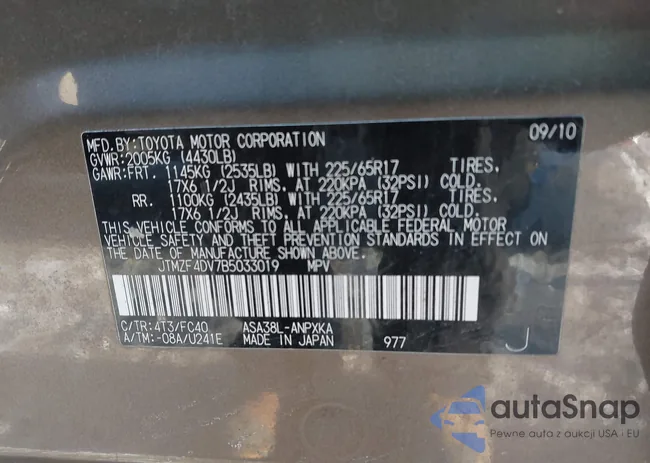 MFD.BY:TOYOTA MOTOR CORPORATION 09/10
GVWR:2005KG (4430LB)
GAWR:FRT. 1145KG (2535LB) WITH 225/65R17 TIRES.
17X6 1/2J RIMS, AT 220KPA (32PSI) COLD.
RR. 1100KG (2435LB) WITH 225/65R17 TIRES.
17X6 1/2J RIMS, AT 220KPA (32PSI) COLD.
THIS VEHICLE CONFORMS TO ALL APPLICABLE FEDERAL MOTOR
VEHICLE SAFETY AND THEFT PREVENTION STANDARDS IN EFFECT ON
THE DATE OF MANUFACTURE SHOWN ABOVE.
JTMZF4DV7B5033019 MPV
C/TR:4T3/FC40 ASA38L-ANPXKA
A/TM:-08A/U241E MADE IN JAPAN 977 J
autaSnap
Pewne auta z aukcji USA · EU